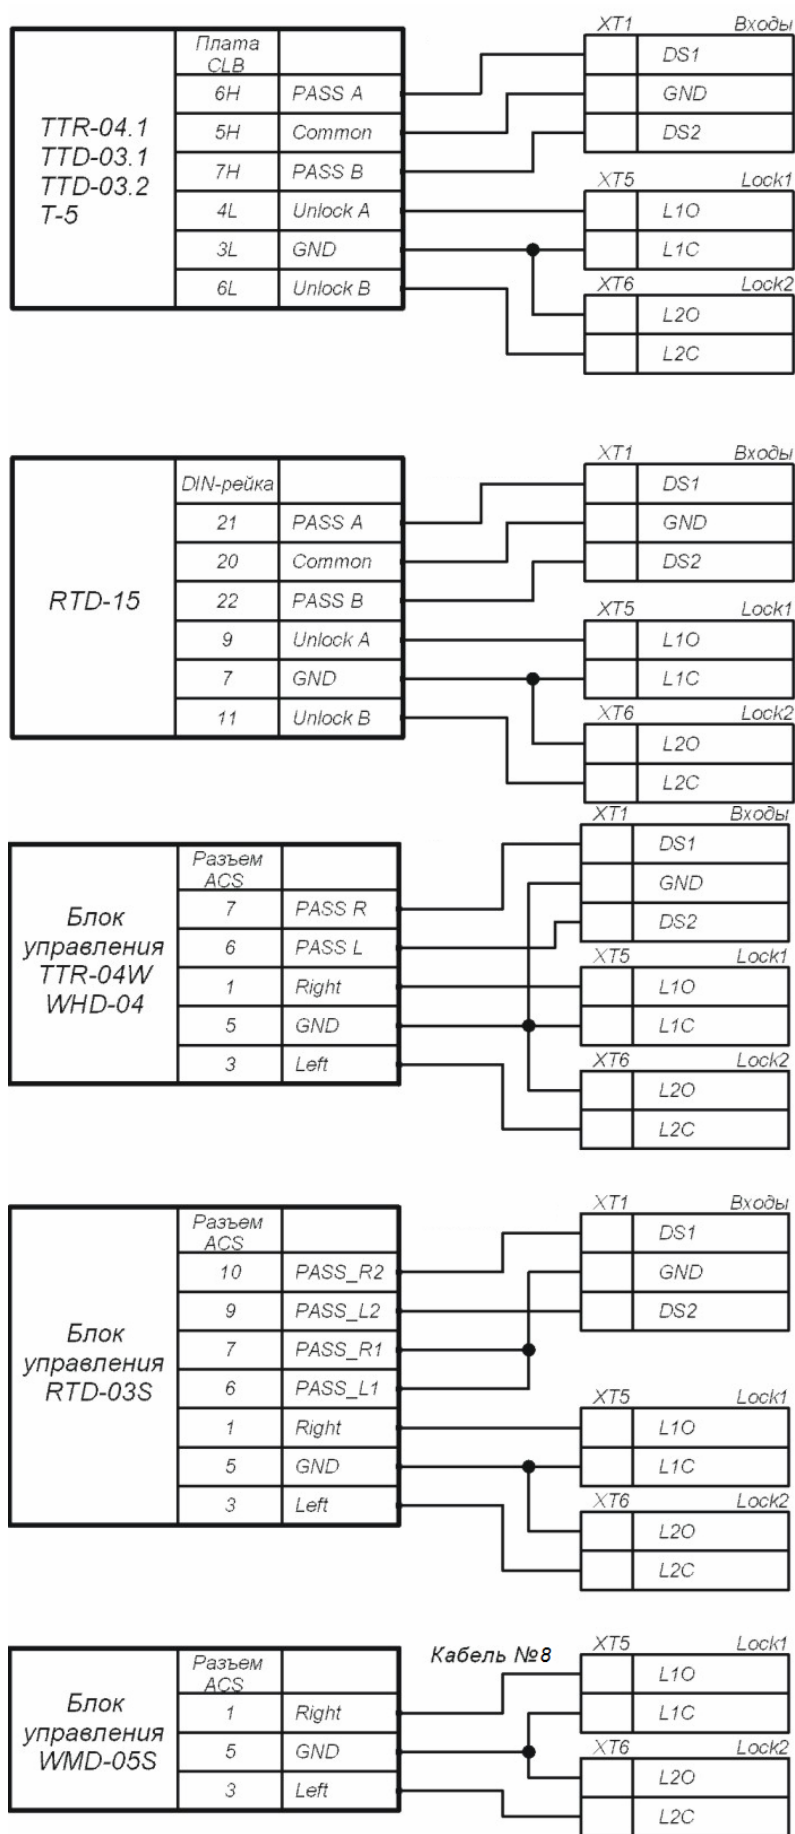 XT1 Входы
Плата
CLB
DS1
6H PASS A GND
TTR-04.1
5H Common DS2
TTD-03.1
7H PASS B
TTD-03.2
XT5 Lock1
T-5
4L Unlock A L1O
3L GND L1C
XT6 Lock2
6L Unlock B L2O
L2C
XT1 Входы
DIN-рейка DS1
21 PASS A GND
20 Common DS2
RTD-15
22 PASS B
XT5 Lock1
9 Unlock A L1O
7 GND L1C
XT6 Lock2
11 Unlock B L2O
L2C
XT1 Входы
Разъем
ACS
DS1
GND
7 PASS R
Блок
DS2
управления
6 PASS L
XT5 Lock1
TTR-04W
1 Right L1O
WHD-04
5 GND L1C
XT6 Lock2
3 Left
L2O
L2C
XT1 Входы
Разъем
ACS
DS1
10 PASS_R2 GND
9 PASS_L2 DS2
Блок
7 PASS_R1
управления
RTD-03S
6 PASS_L1
XT5 Lock1
1 Right L1O
5 GND L1C
XT6 Lock2
3 Left
L2O
L2C
Кабель №8
XT5 Lock1
Разъем
ACS
L1O
Блок
1 Right L1C
управления
XT6 Lock2
5 GND
WMD-05S
L2O
3 Left
L2C